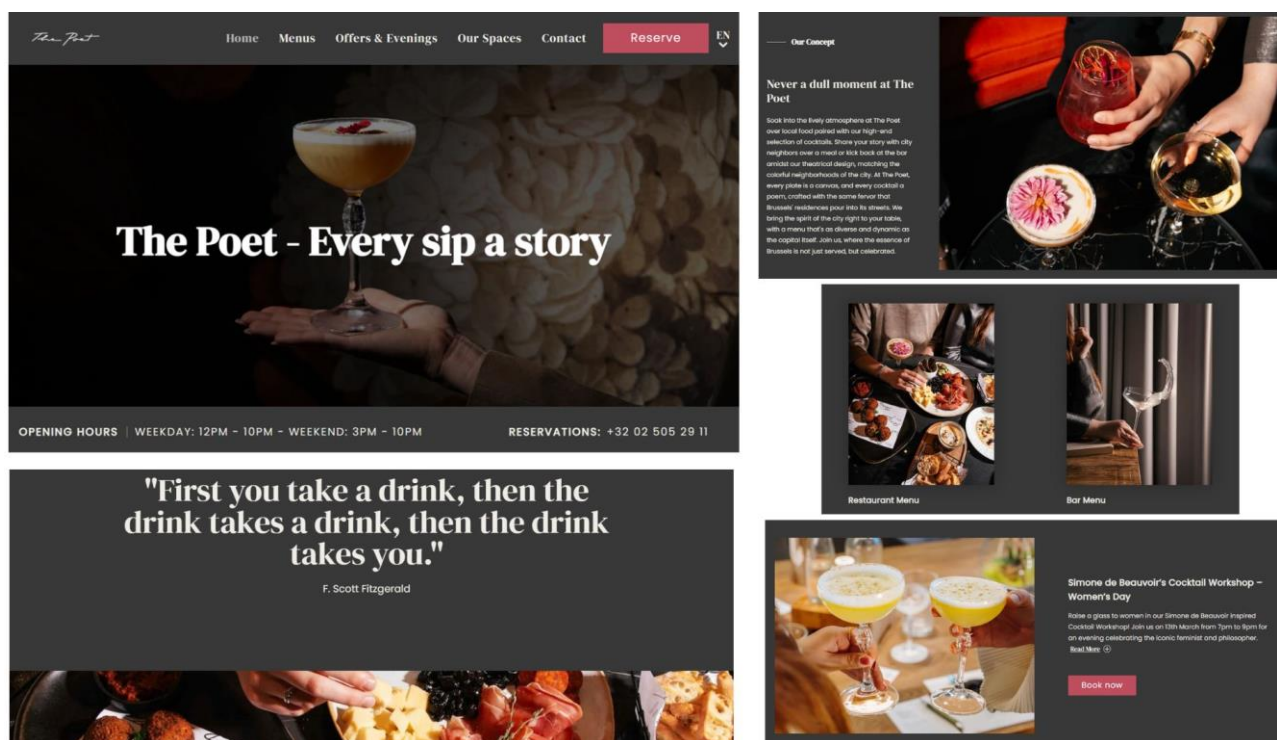 The Poet
Home Menus Offers & Evenings Our Spaces Contact Reserve EN
The Poet - Every sip a story
OPENING HOURS | WEEKDAY: 12PM - 10PM - WEEKEND: 3PM - 10PM
RESERVATIONS: +32 02 505 29 11
"First you take a drink, then the
drink takes a drink, then the drink
takes you."
F. Scott Fitzgerald
Our Concept
Never a dull moment at The
Poet
Soak into the lively atmosphere at The Poet
over local food paired with our high-end
selection of cocktails. Share your story with city
neighbors over a meal or kick back at the bar
amidst our theatrical design, matching the
colorful neighborhoods of the city. At The Poet,
every plate is a canvas, and every cocktail a
poem, crafted with the same fervor that
Brussels' residences pour into its streets. We
bring the spirit of the city right to your table,
with a menu that's as diverse and dynamic as
the capital itself. Join us, where the essence of
Brussels is not just served, but celebrated.
Restaurant Menu
Bar Menu
Simone de Beauvoir's Cocktail Workshop –
Women's Day
Raise a glass to women in our Simone de Beauvoir inspired
Cocktail Workshop! Join us on 13th March from 7pm to 9pm for
an evening celebrating the iconic feminist and philosopher.
Read More
Book now